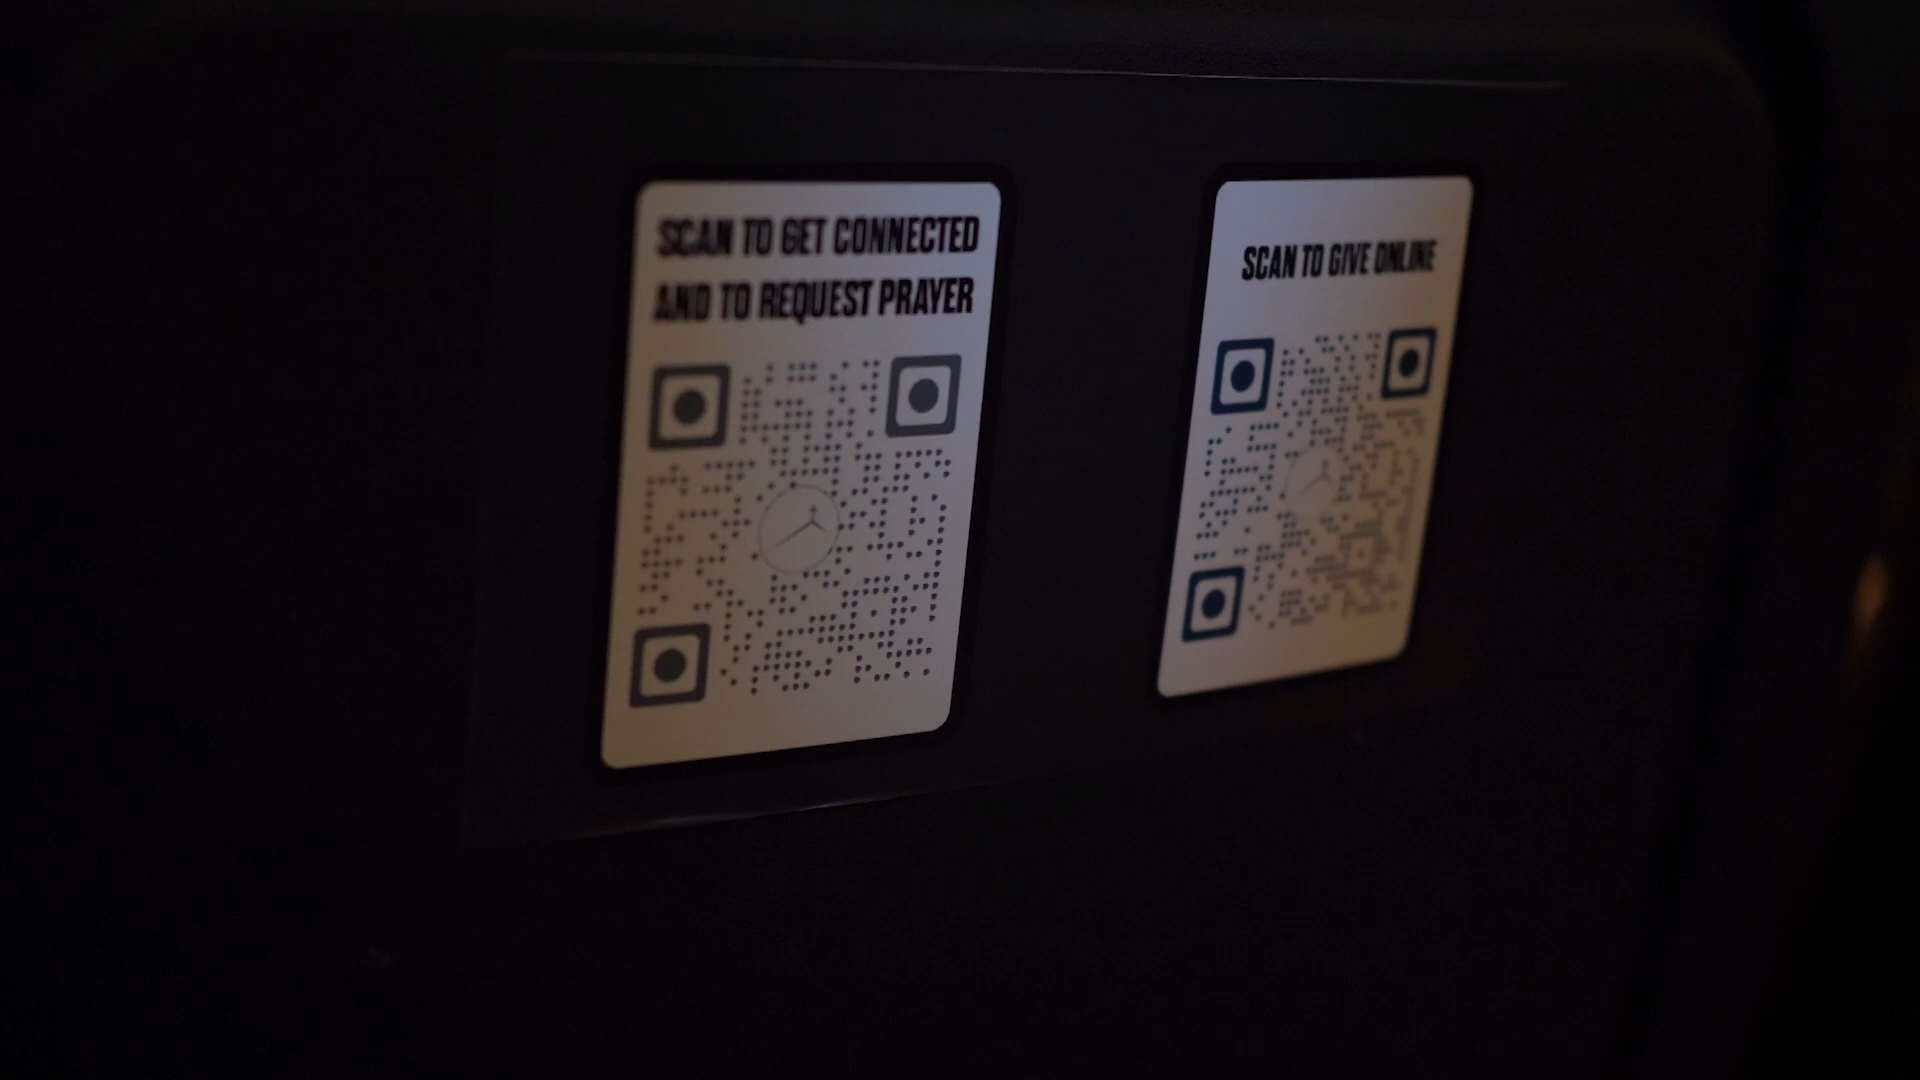 SCAN TO GET CONNECTED
AND TO REQUEST PRAYER
SCAN TO GIVE ONLINE